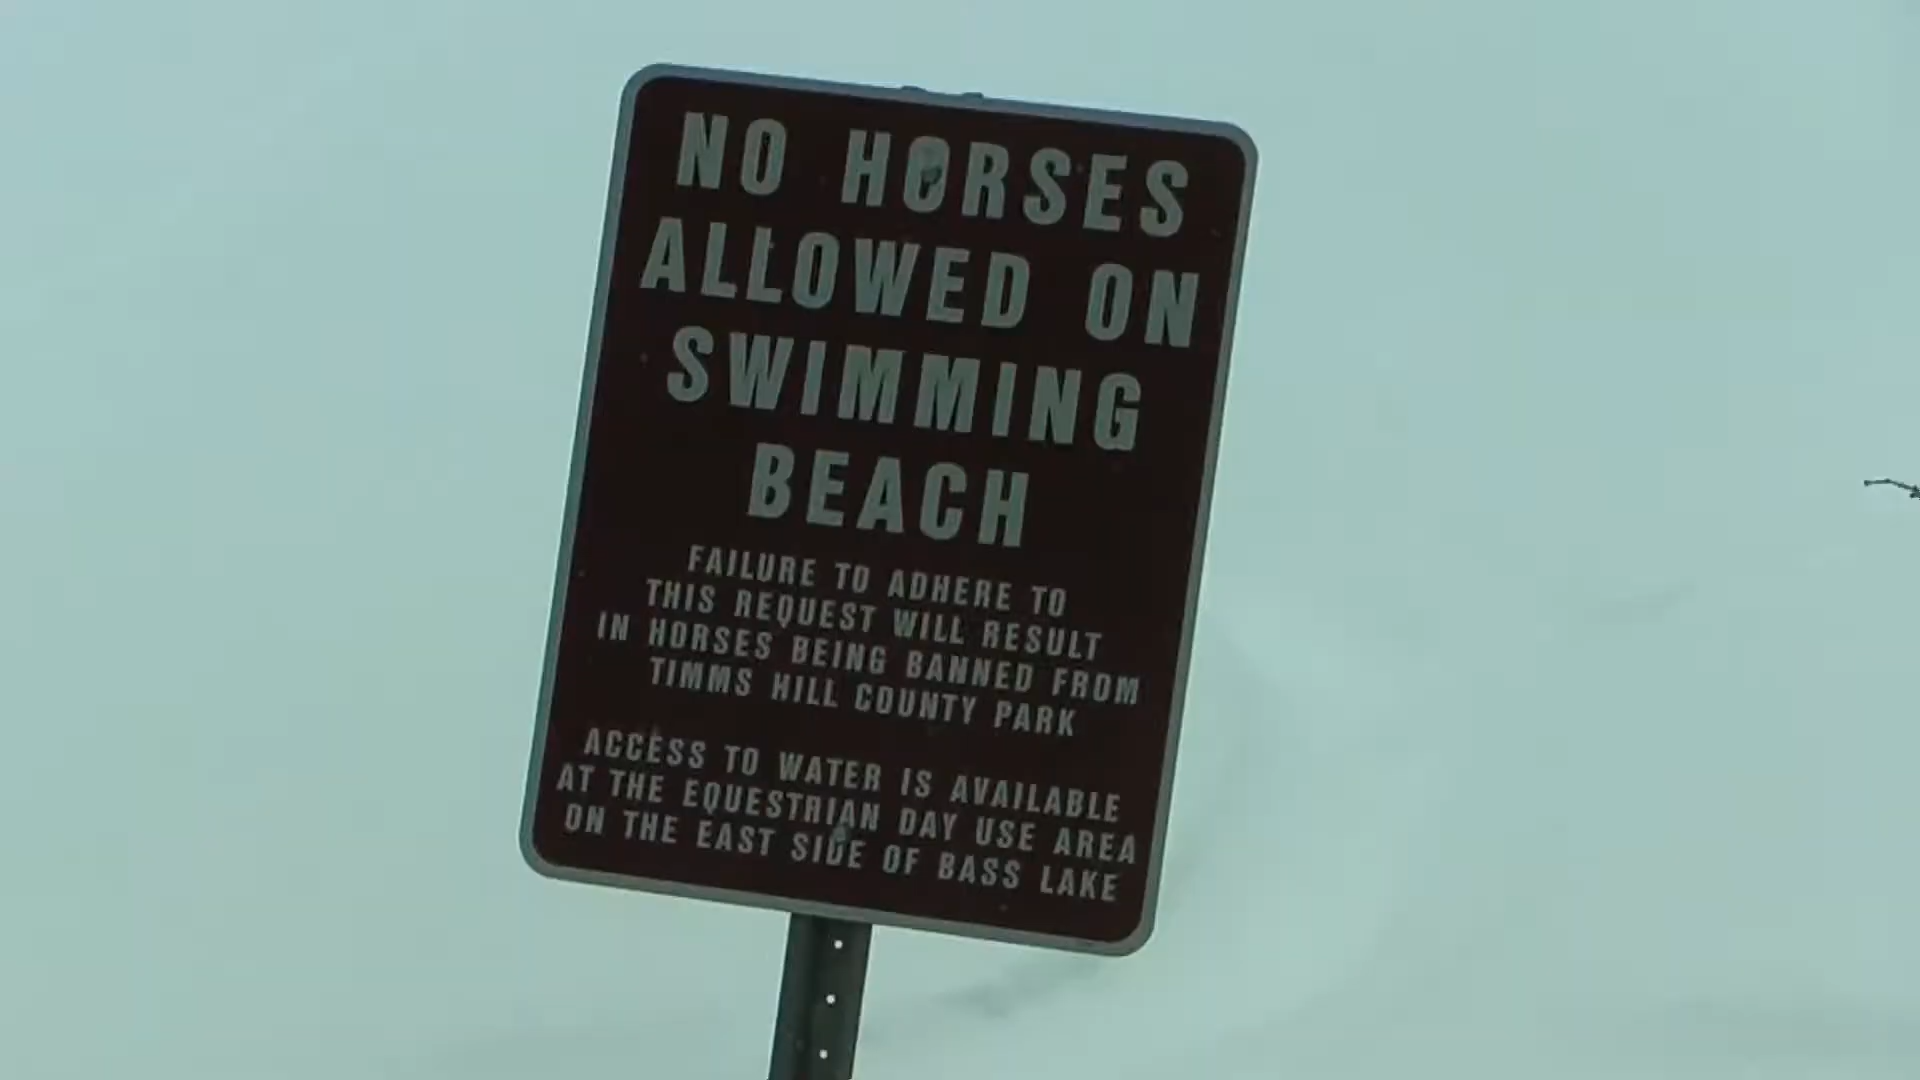 NO HORSES
ALLOWED ON
SWIMMING
BEACH
FAILURE TO ADHERE TO
THIS REQUEST WILL RESULT
IN HORSES BEING BANNED FROM
TIMMS HILL COUNTY PARK
ACCESS TO WATER IS AVAILABLE
AT THE EQUESTRIAN DAY USE AREA
ON THE EAST SIDE OF BASS LAKE